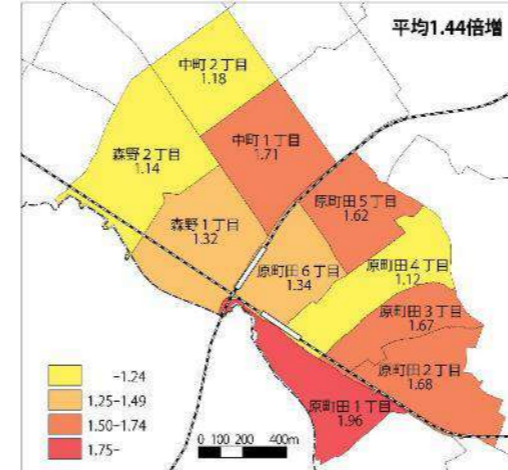 平均1.44倍増
中町２丁目
1.18
中町１丁目
1.71
森野２丁目
1.14
原町田５丁目
1.62
森野１丁目
1.32
原町田６丁目
1.34
原町田４丁目
1.12
原町田３丁目
1.67
原町田２丁目
1.68
原町田１丁目
1.96
-1.24
1.25-1.49
1.50-1.74
1.75-
0 100 200 400m